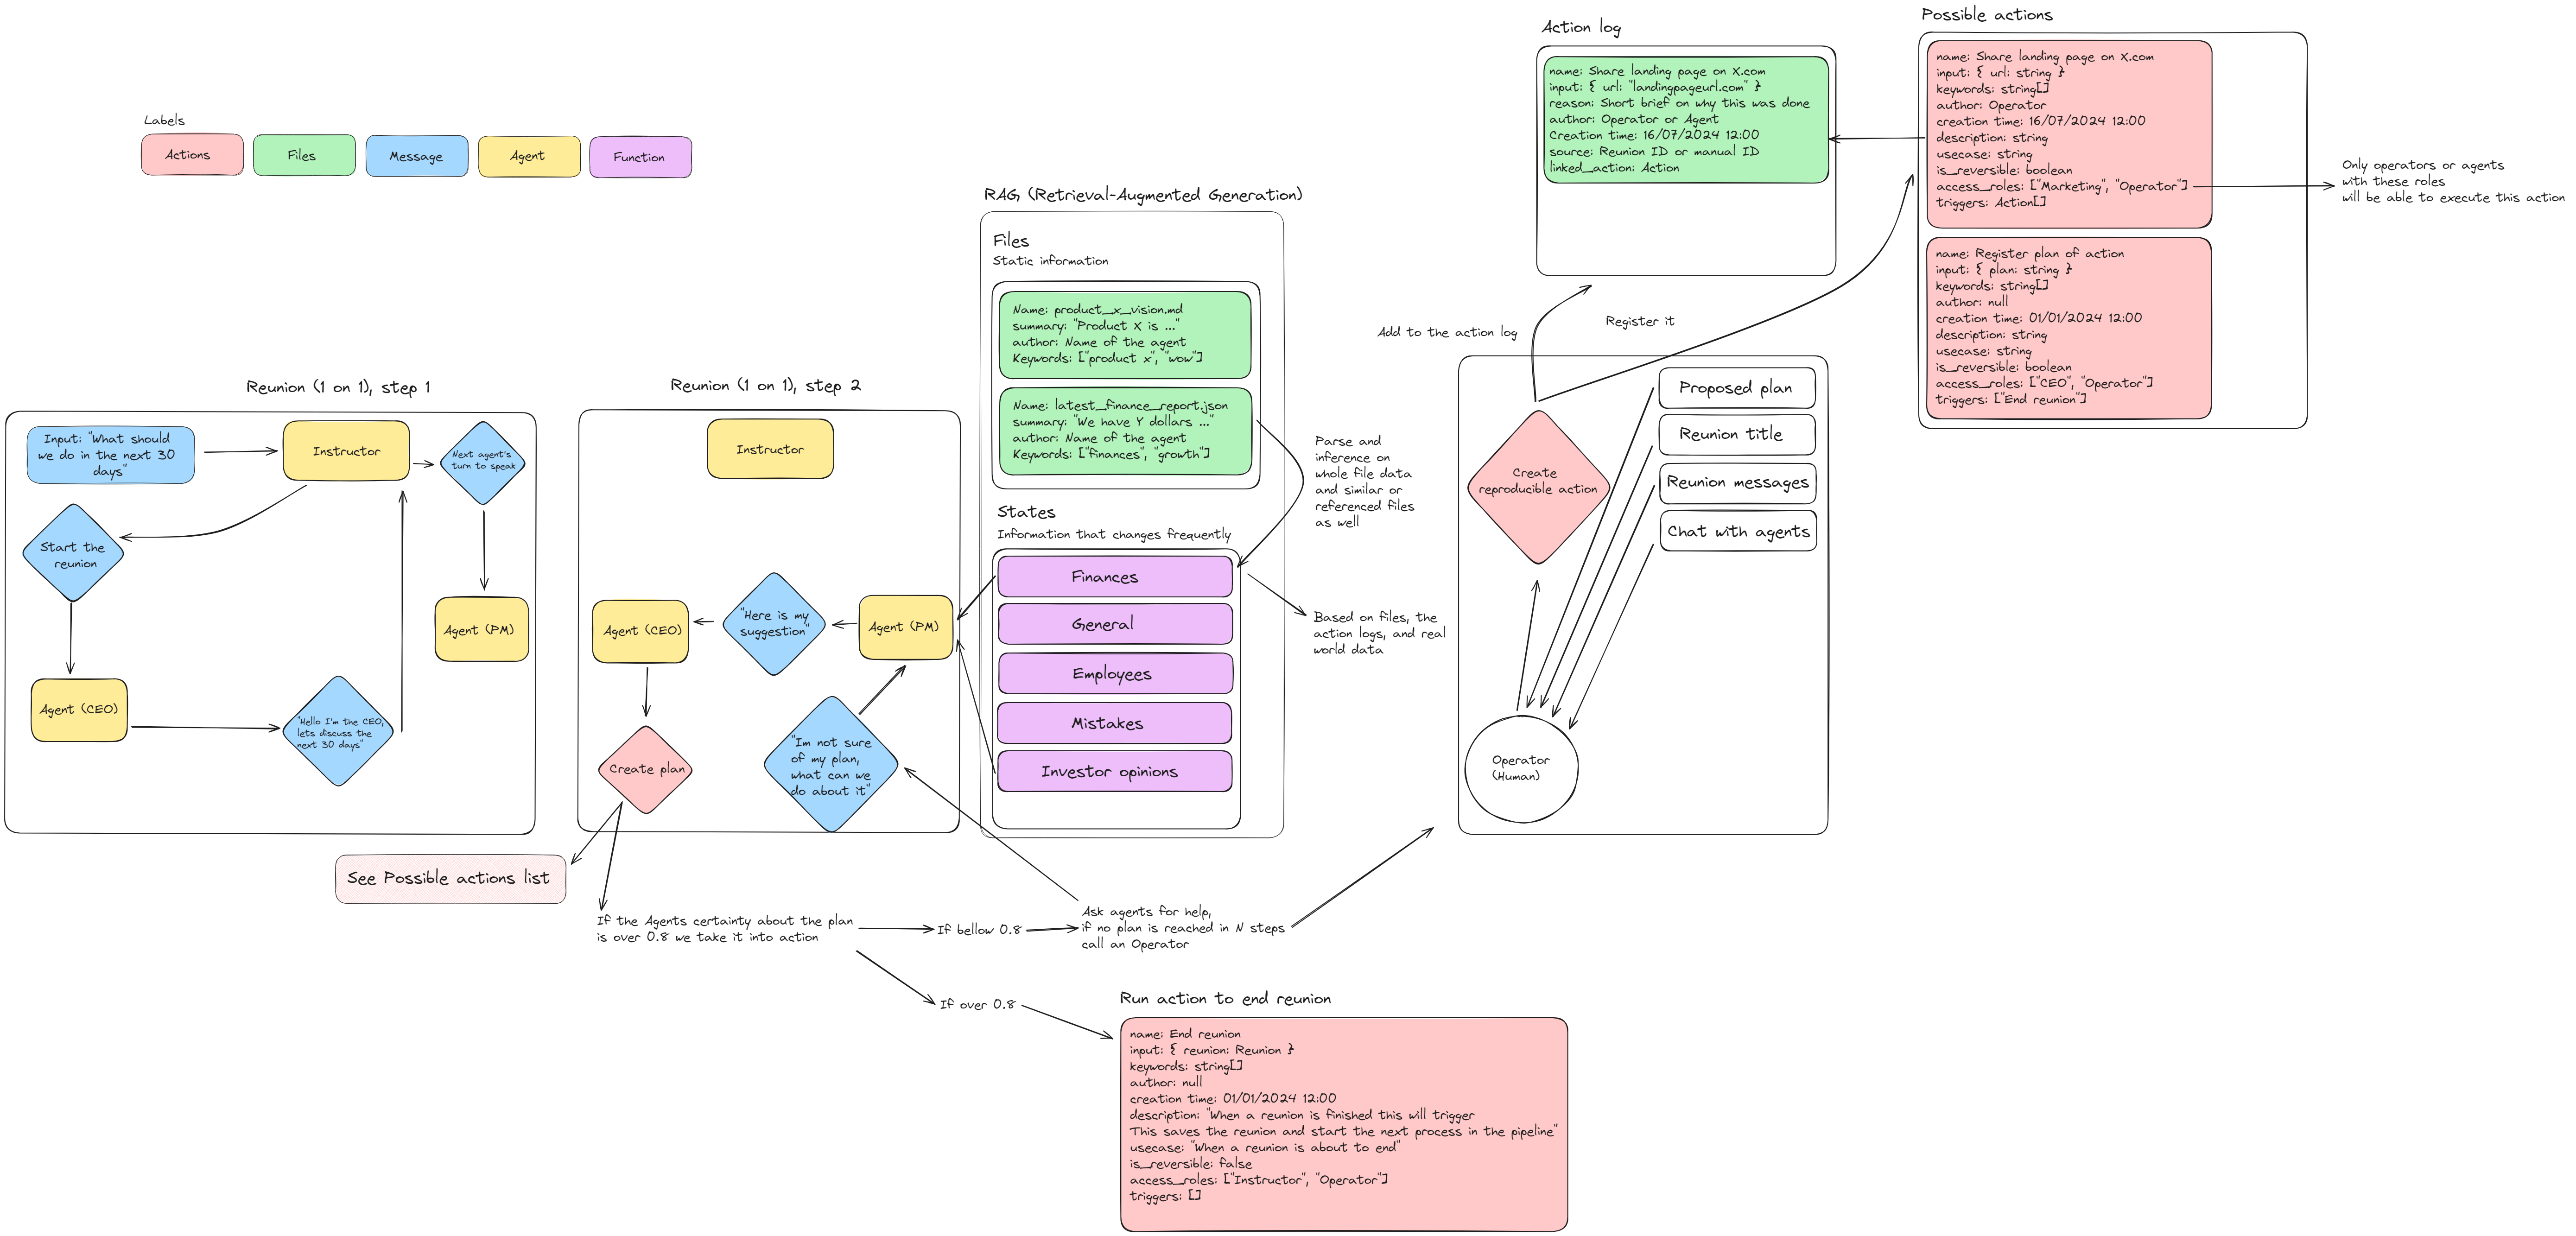 Labels
Actions
Files
Message
Agent
Function
Reunion (1 on 1), step 1
Input: "What should
we do in the next 30
days"
Instructor
Next agent's
turn to speak
Start the
reunion
Agent (PM)
Agent (CEO)
"Hello I'm the CEO,
lets discuss the
next 30 days"
Reunion (1 on 1), step 2
Instructor
Agent (CEO)
"Here is my
suggestion"
Agent (PM)
Create plan
"Im not sure
of my plan,
what can we
do about it"
See Possible actions list
If the Agents certainty about the plan
is over 0.8 we take it into action
If bellow 0.8
Ask agents for help,
if no plan is reached in N steps
call an Operator
If over 0.8
Run action to end reunion
name: End reunion
input: { reunion: Reunion }
keywords: string[]
author: null
creation time: 01/01/2024 12:00
description: "When a reunion is finished this will trigger
This saves the reunion and start the next process in the pipeline"
usecase: "When a reunion is about to end"
is_reversible: false
access_roles: ["Instructor", "Operator"]
triggers: []
RAG (Retrieval-Augmented Generation)
Files
Static information
Name: product_x_vision.md
summary: "Product X is ..."
author: Name of the agent
Keywords: ["product x", "wow"]
Name: latest_finance_report.json
summary: "We have Y dollars ..."
author: Name of the agent
Keywords: ["finances", "growth"]
States
Information that changes frequently
Finances
General
Employees
Mistakes
Investor opinions
Parse and
inference on
whole file data
and similar or
referenced files
as well
Based on files, the
action logs, and real
world data
Action log
name: Share landing page on X.com
input: { url: "landingpageurl.com" }
reason: Short brief on why this was done
author: Operator or Agent
Creation time: 16/07/2024 12:00
source: Reunion ID or manual ID
linked_action: Action
Add to the action log
Register it
Create
reproducible action
Proposed plan
Reunion title
Reunion messages
Chat with agents
Operator
(Human)
Possible actions
name: Share landing page on X.com
input: { url: string }
keywords: string[]
author: Operator
creation time: 16/07/2024 12:00
description: string
usecase: string
is_reversible: boolean
access_roles: ["Marketing", "Operator"]
triggers: Action[]
name: Register plan of action
input: { plan: string }
keywords: string[]
author: null
creation time: 01/01/2024 12:00
description: string
usecase: string
is_reversible: boolean
access_roles: ["CEO", "Operator"]
triggers: ["End reunion"]
Only operators or agents
with these roles
will be able to execute this action